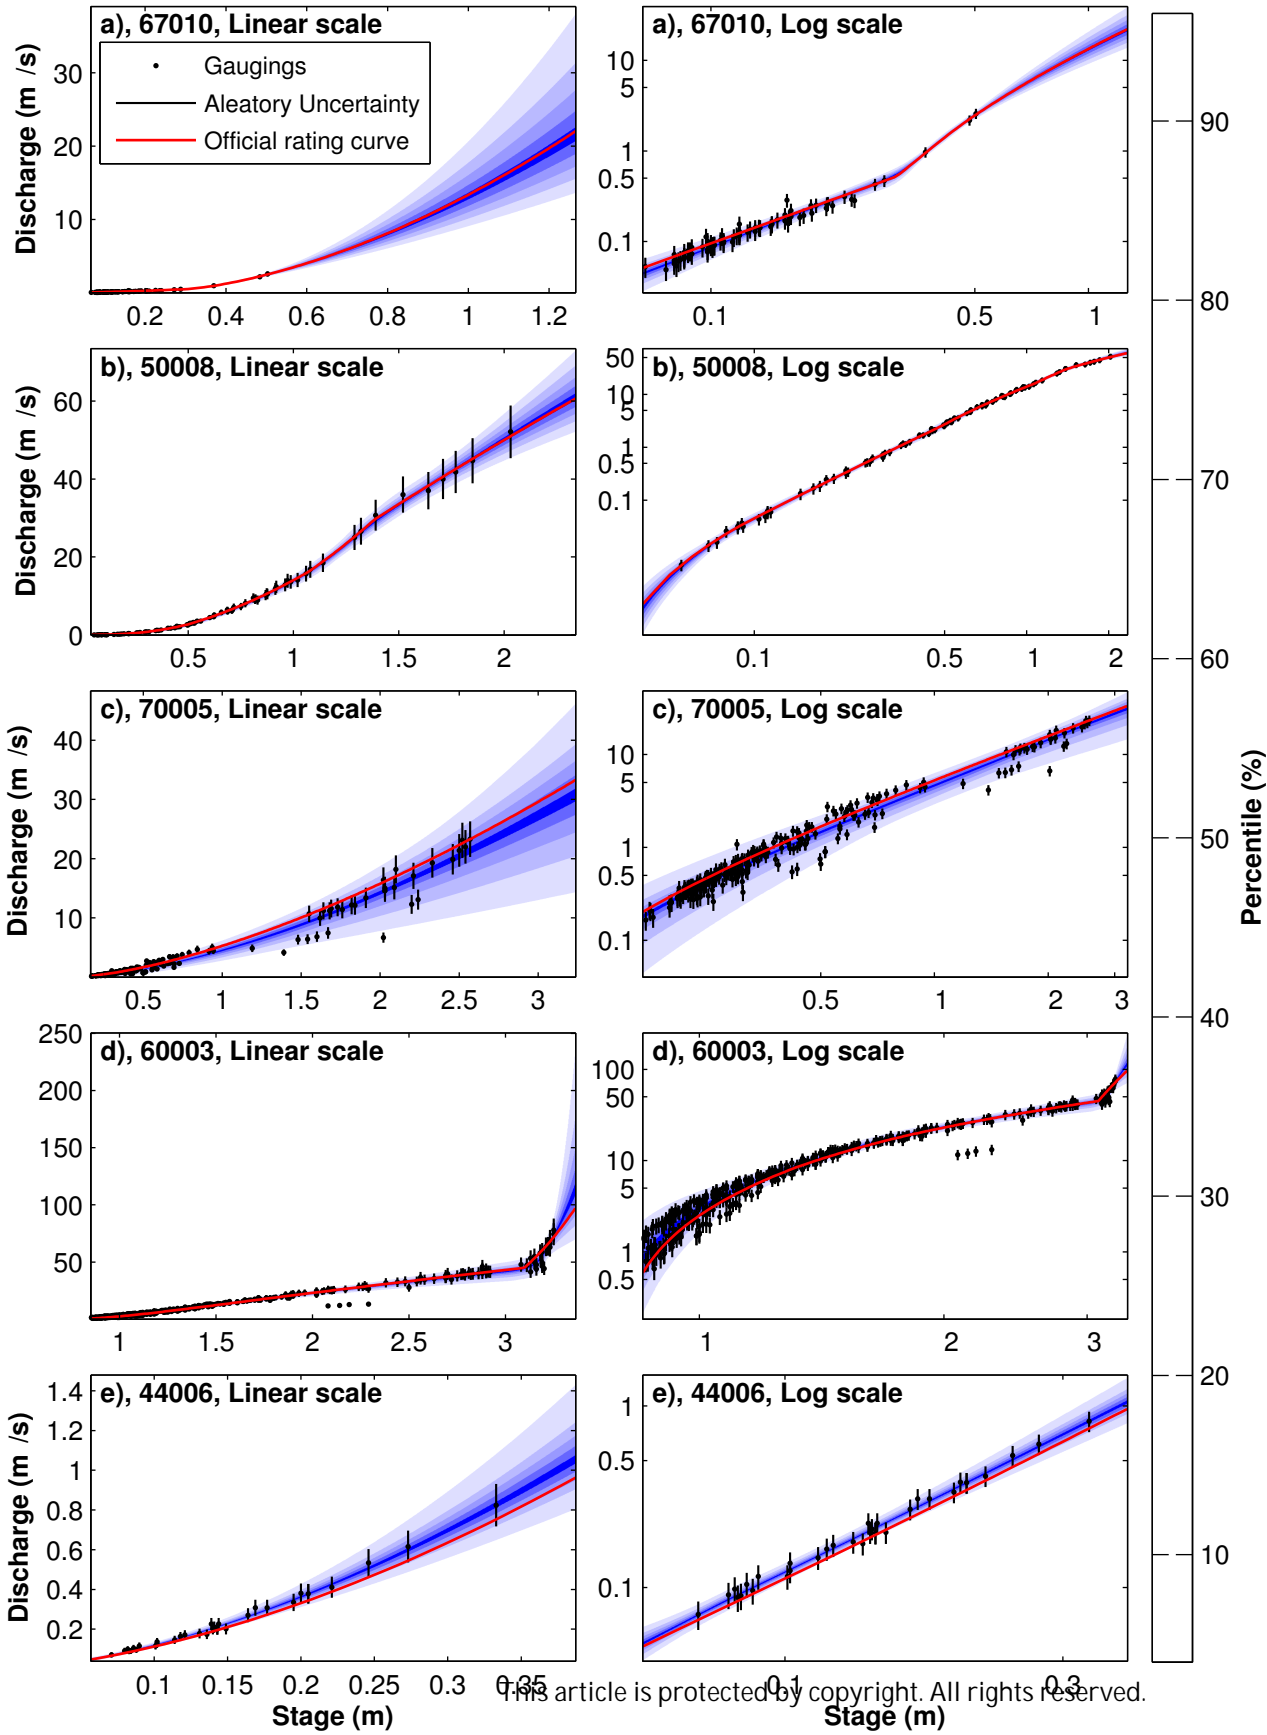 a), 67010, Linear scale
Gaugings
Aleatory Uncertainty
Official rating curve
Discharge (m /s)
30
20
10
0.2 0.4 0.6 0.8 1 1.2
a), 67010, Log scale
10
5
1
0.5
0.1
0.1 0.5 1
b), 50008, Linear scale
Discharge (m /s)
60
40
20
0
0.5 1 1.5 2
b), 50008, Log scale
50
10
5
1
0.5
0.1
0.1 0.5 1 2
c), 70005, Linear scale
Discharge (m /s)
40
30
20
10
0.5 1 1.5 2 2.5 3
c), 70005, Log scale
10
5
1
0.5
0.1
0.5 1 2 3
d), 60003, Linear scale
250
200
150
100
50
1 1.5 2 2.5 3
d), 60003, Log scale
100
50
10
5
1
0.5
1 2 3
e), 44006, Linear scale
Discharge (m /s)
1.4
1.2
1
0.8
0.6
0.4
0.2
0.1 0.15 0.2 0.25 0.3 0.35
Stage (m)
e), 44006, Log scale
1
0.5
0.1
0.1 0.3
Stage (m)
90
80
70
60
50
40
30
20
10
Percentile (%)
This article is protected by copyright. All rights reserved.